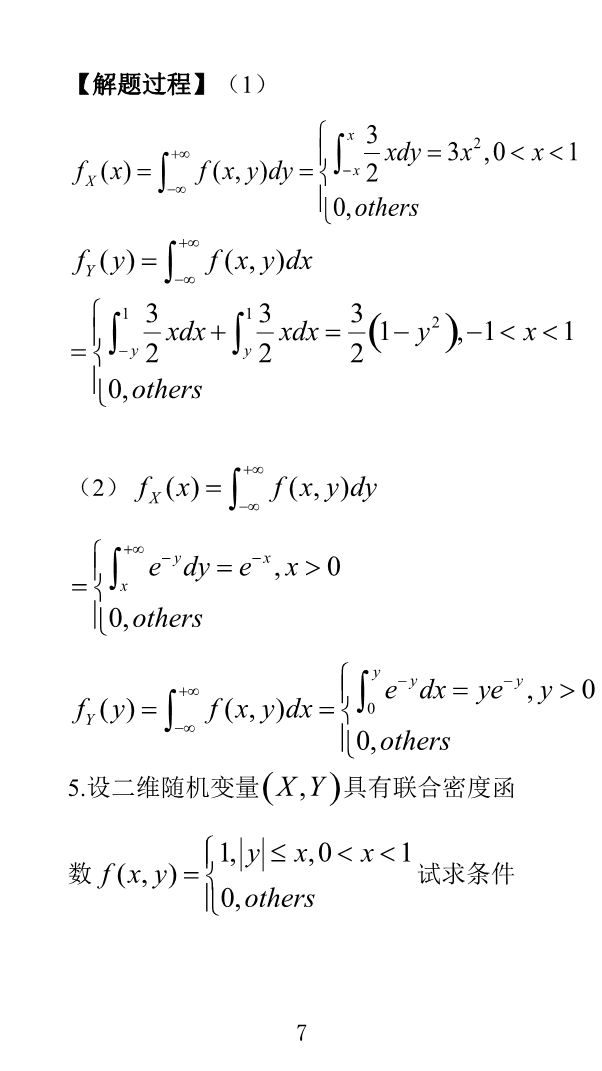 【解题过程】（1）
f_X(x) = ∫_{-∞}^{+∞} f(x, y)dy = { ∫_{-x}^{x} 3/2 xdy = 3x², 0 < x < 1
0, others
f_Y(y) = ∫_{-∞}^{+∞} f(x, y)dx
= { ∫_{-y}^{1} 3/2 xdx + ∫_{y}^{1} 3/2 xdx = 3/2 (1 − y²), −1 < x < 1
0, others
（2） f_X(x) = ∫_{-∞}^{+∞} f(x, y)dy
= { ∫_{x}^{+∞} e^{-y} dy = e^{-x}, x > 0
0, others
f_Y(y) = ∫_{-∞}^{+∞} f(x, y)dx = { ∫_{0}^{y} e^{-y} dx = ye^{-y}, y > 0
0, others
5.设二维随机变量(X, Y)具有联合密度函
数 f(x, y) = { 1, |y| ≤ x, 0 < x < 1 试求条件
0, others
7